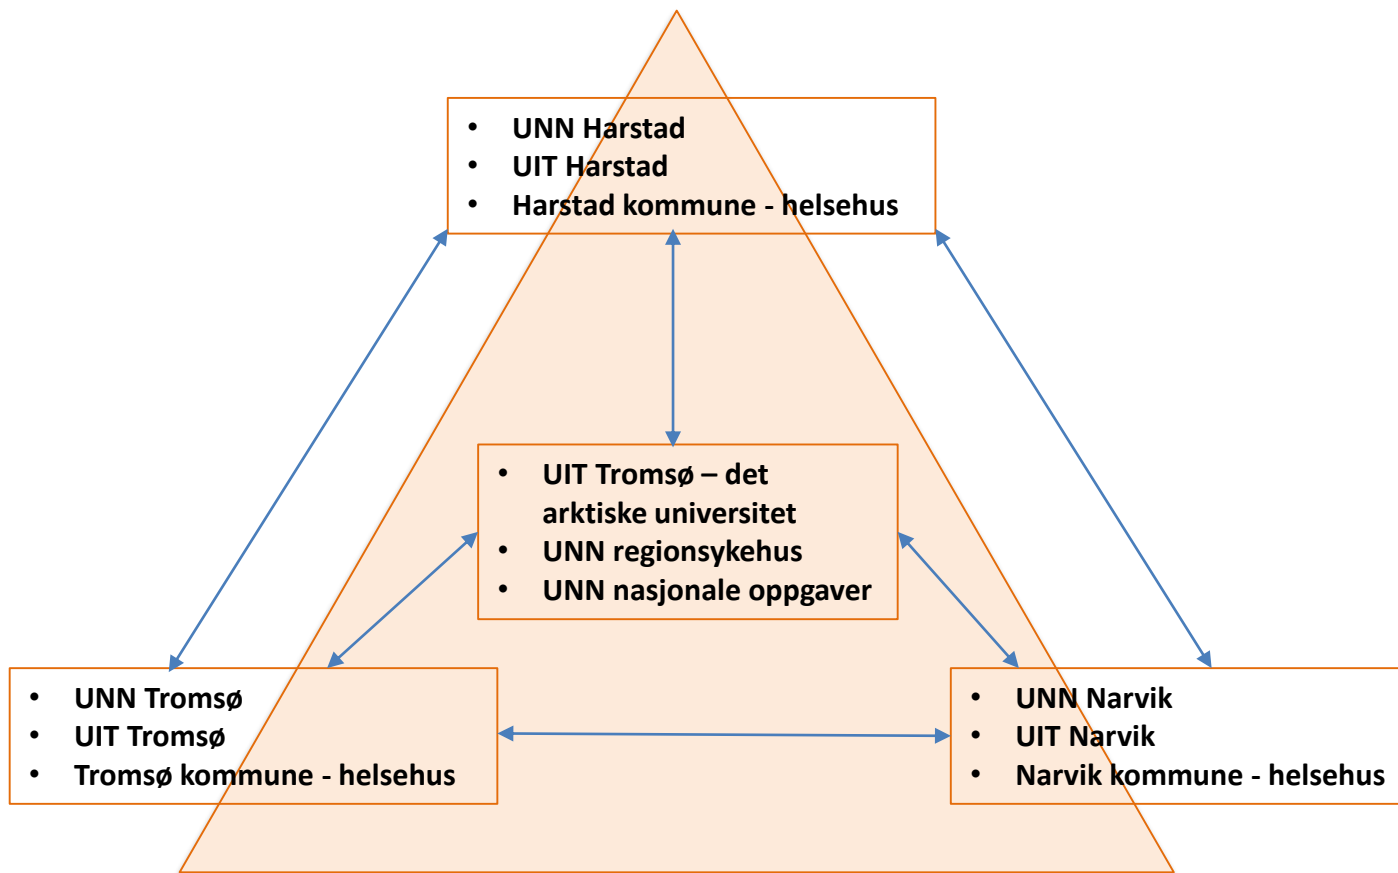 • UNN Harstad
• UIT Harstad
• Harstad kommune - helsehus
• UIT Tromsø – det
arktiske universitet
• UNN regionsykehus
• UNN nasjonale oppgaver
• UNN Tromsø
• UIT Tromsø
• Tromsø kommune - helsehus
• UNN Narvik
• UIT Narvik
• Narvik kommune - helsehus